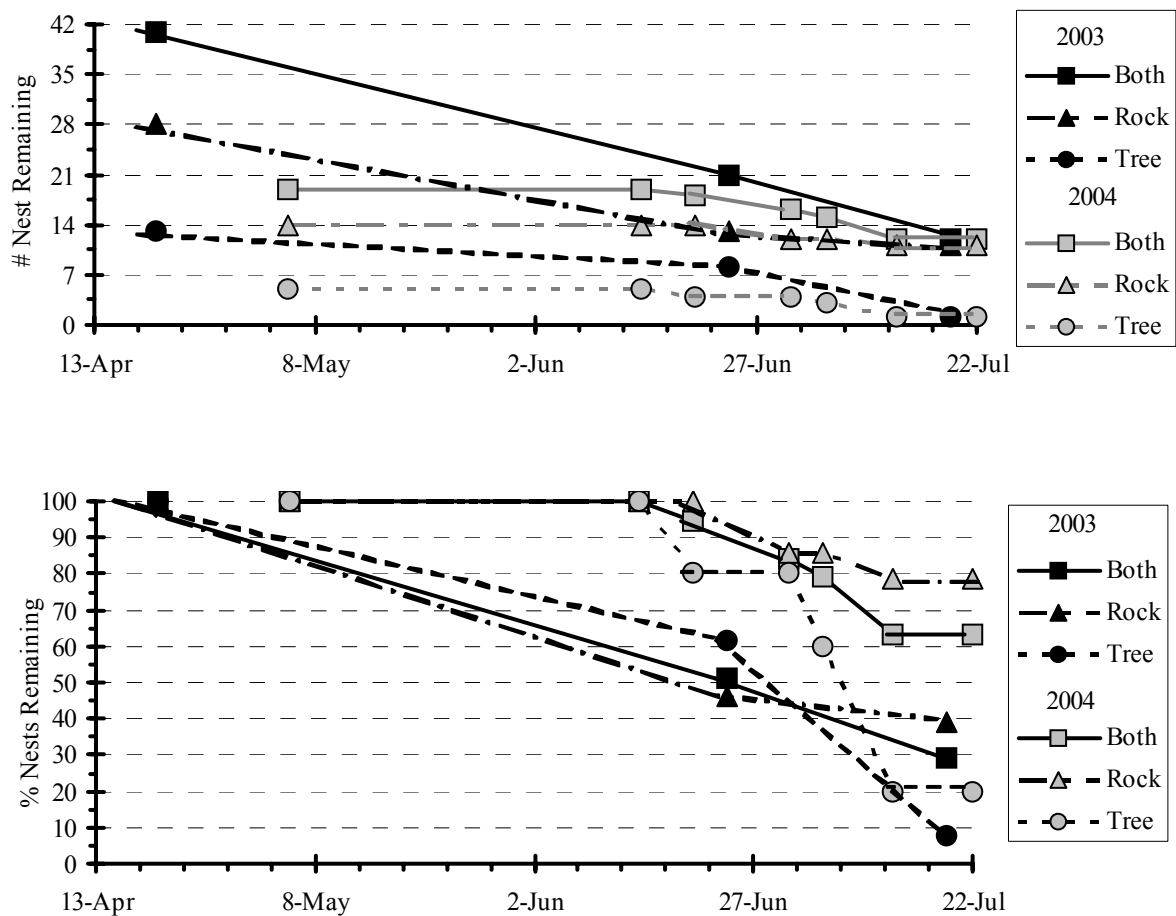 # Nest Remaining
42
35
28
21
14
7
0
13-Apr
8-May
2-Jun
27-Jun
22-Jul
2003
Both
Rock
Tree
2004
Both
Rock
Tree
% Nests Remaining
100
90
80
70
60
50
40
30
20
10
0
13-Apr
8-May
2-Jun
27-Jun
22-Jul
2003
Both
Rock
Tree
2004
Both
Rock
Tree